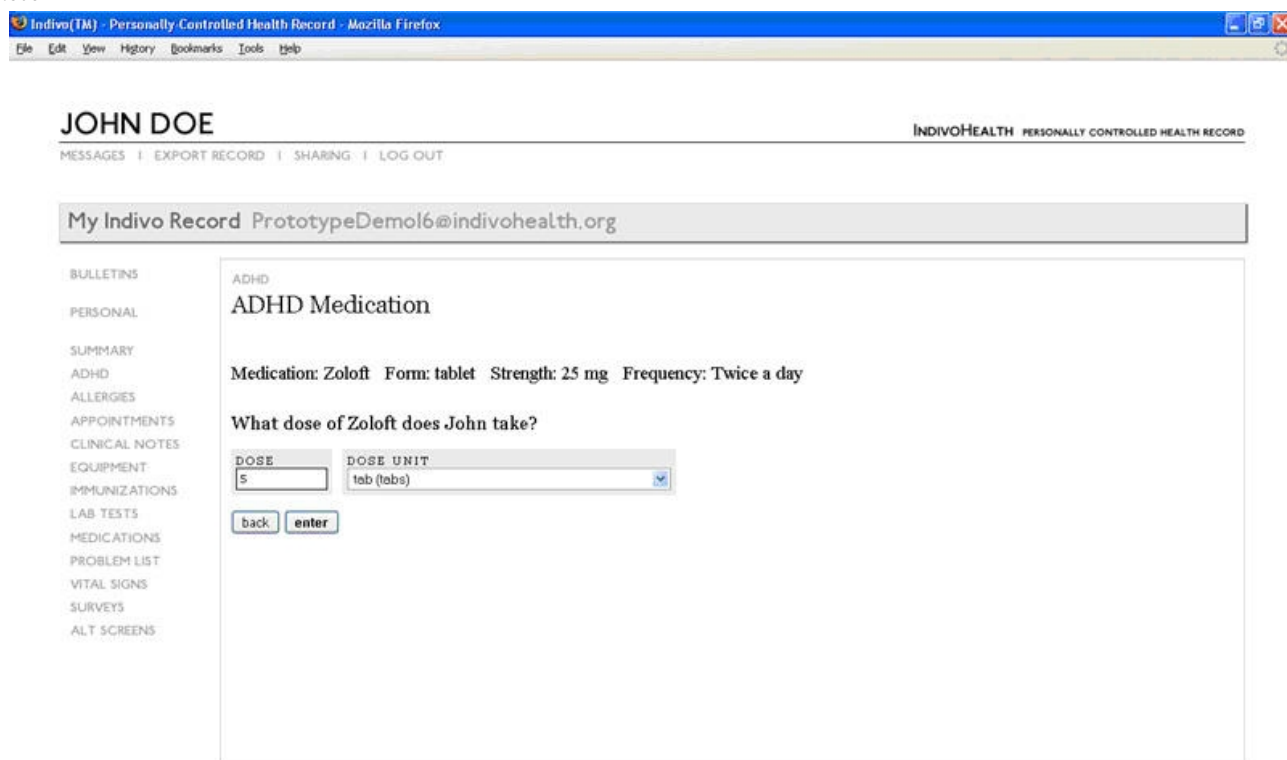 Indivo(TM) - Personally-Controlled Health Record - Mozilla Firefox
File Edit View History Bookmarks Tools Help
JOHN DOE
INDIVOHEALTH PERSONALLY CONTROLLED HEALTH RECORD
MESSAGES | EXPORT RECORD | SHARING | LOG OUT
My Indivo Record PrototypeDemo16@indivohealth.org
BULLETINS
PERSONAL
SUMMARY
ADHD
ALLERGIES
APPOINTMENTS
CLINICAL NOTES
EQUIPMENT
IMMUNIZATIONS
LAB TESTS
MEDICATIONS
PROBLEM LIST
VITAL SIGNS
SURVEYS
ALT SCREENS
ADHD
ADHD Medication
Medication: Zoloft Form: tablet Strength: 25 mg Frequency: Twice a day
What dose of Zoloft does John take?
DOSE DOSE UNIT
5 tab (tabs)
back enter